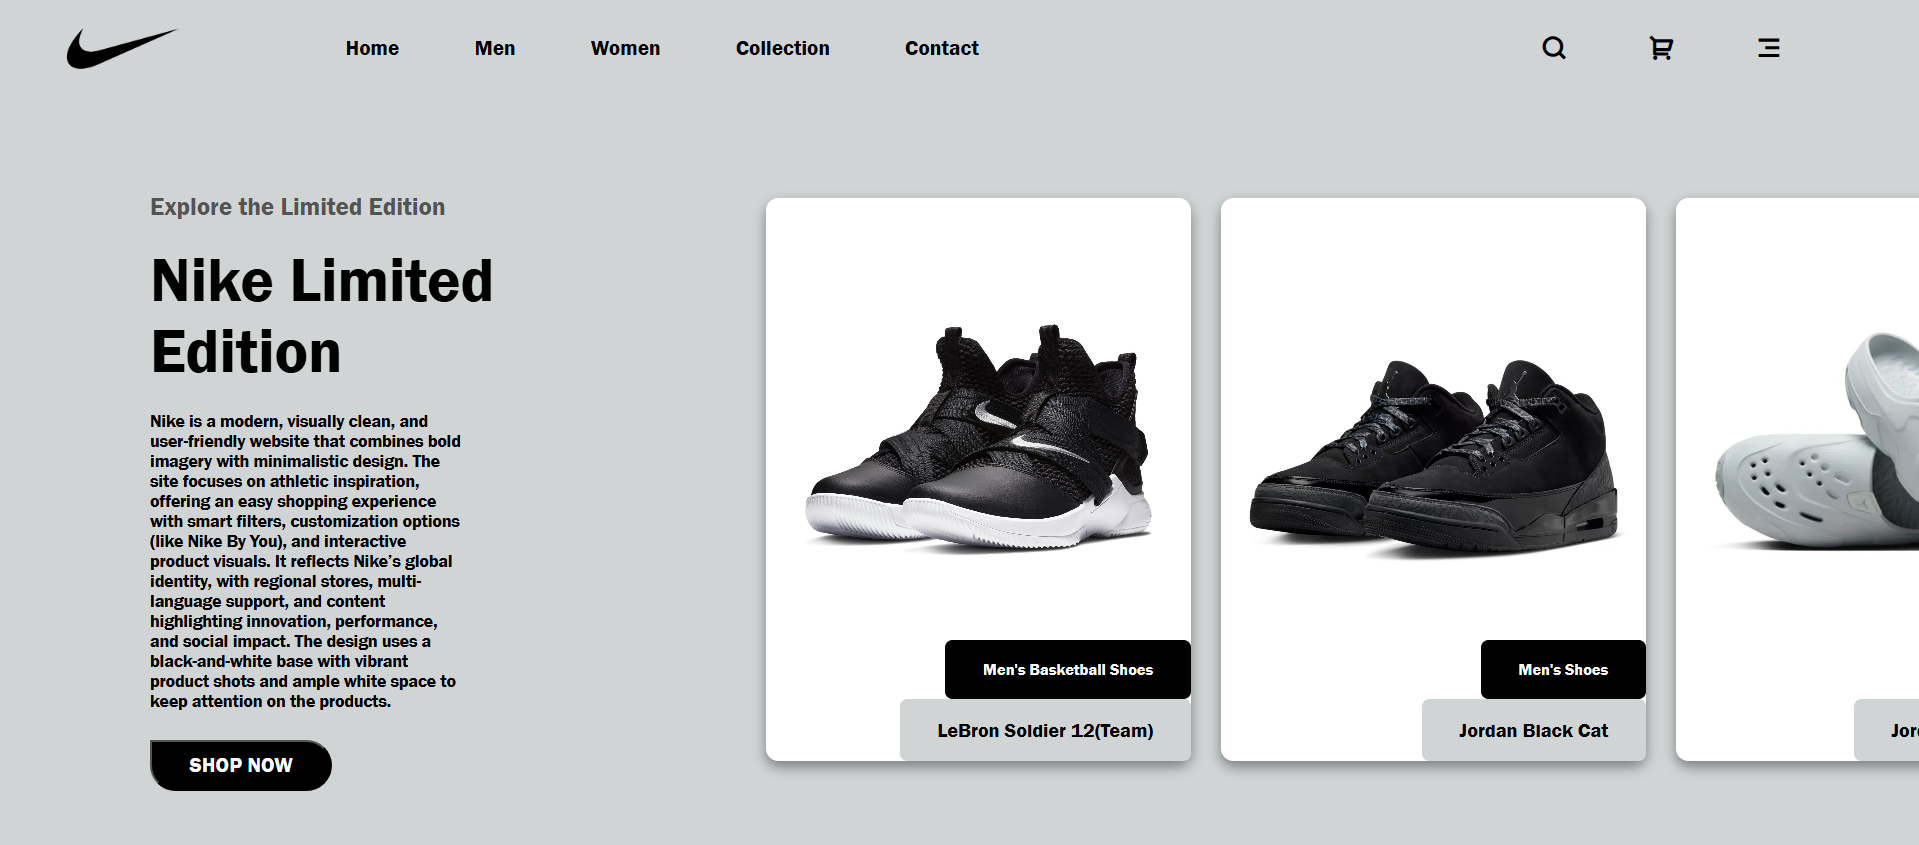 Home
Men
Women
Collection
Contact
Explore the Limited Edition
Nike Limited
Edition
Nike is a modern, visually clean, and
user-friendly website that combines bold
imagery with minimalistic design. The
site focuses on athletic inspiration,
offering an easy shopping experience
with smart filters, customization options
(like Nike By You), and interactive
product visuals. It reflects Nike’s global
identity, with regional stores, multi-
language support, and content
highlighting innovation, performance,
and social impact. The design uses a
black-and-white base with vibrant
product shots and ample white space to
keep attention on the products.
SHOP NOW
Men's Basketball Shoes
LeBron Soldier 12(Team)
Men's Shoes
Jordan Black Cat